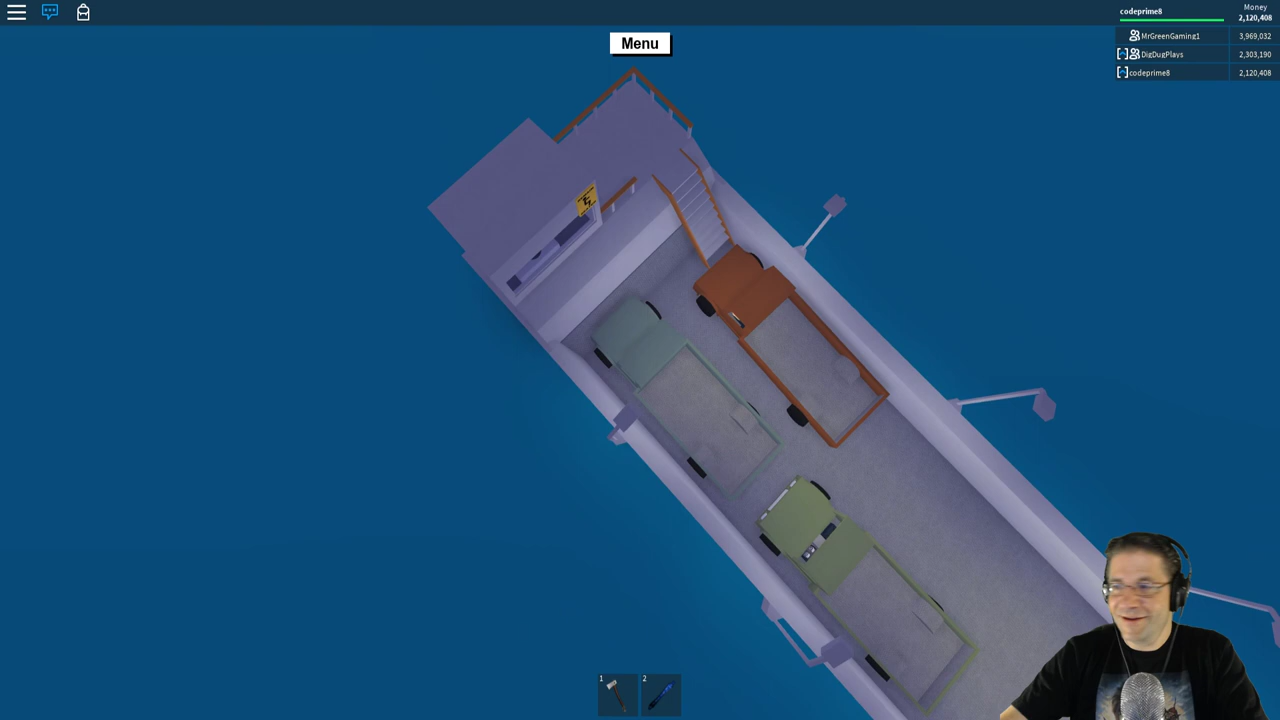 codeprime8
Money
2,120,408
Menu
MrGreenGaming1 3,969,032
DigDugPlays 2,303,190
codeprime8 2,120,408
1
2